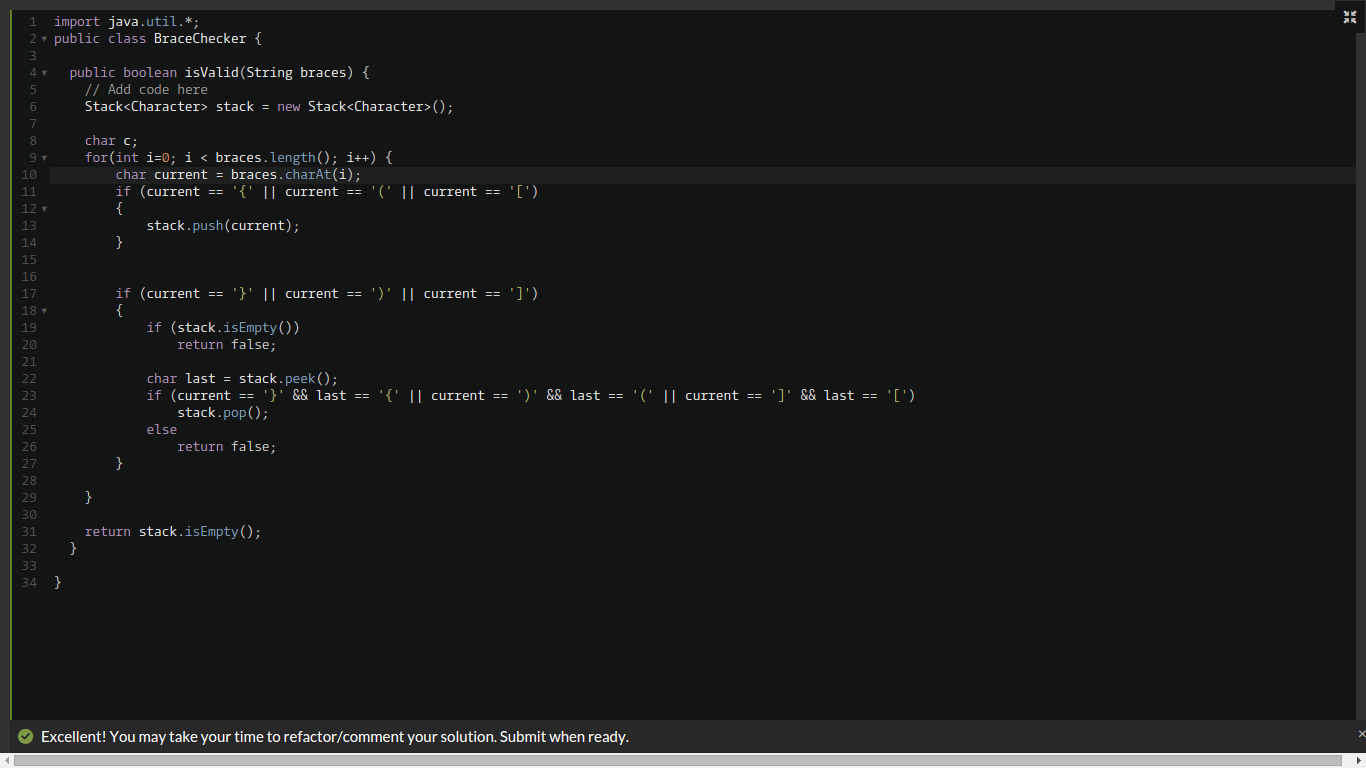 1 import java.util.*;
2 public class BraceChecker {
3
4 public boolean isValid(String braces) {
5 // Add code here
6 Stack<Character> stack = new Stack<Character>();
7
8 char c;
9 for(int i=0; i < braces.length(); i++) {
10 char current = braces.charAt(i);
11 if (current == '{' || current == '(' || current == '[')
12 {
13 stack.push(current);
14 }
15
16
17 if (current == '}' || current == ')' || current == ']')
18 {
19 if (stack.isEmpty())
20 return false;
21
22 char last = stack.peek();
23 if (current == '}' && last == '{' || current == ')' && last == '(' || current == ']' && last == '[')
24 stack.pop();
25 else
26 return false;
27 }
28
29 }
30
31 return stack.isEmpty();
32 }
33
34 }
Excellent! You may take your time to refactor/comment your solution. Submit when ready.